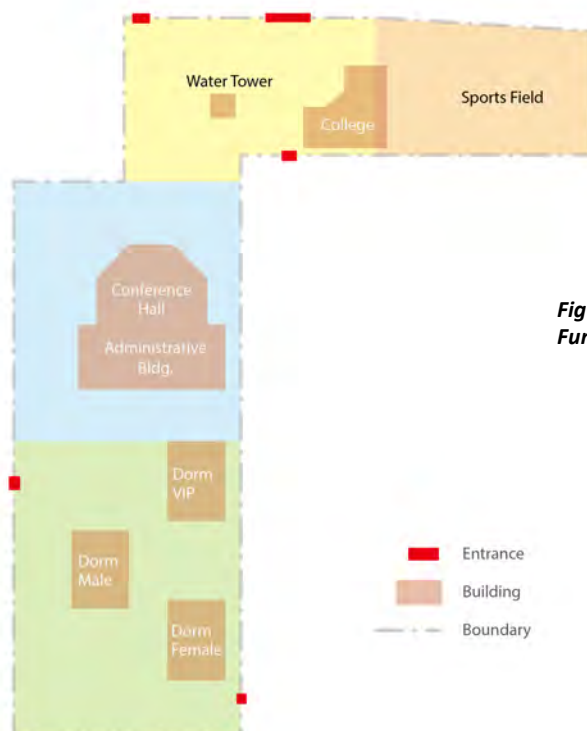 Water Tower
College
Sports Field
Conference
Hall
Administrative
Bldg.
Dorm
VIP
Dorm
Male
Dorm
Female
Entrance
Building
Boundary